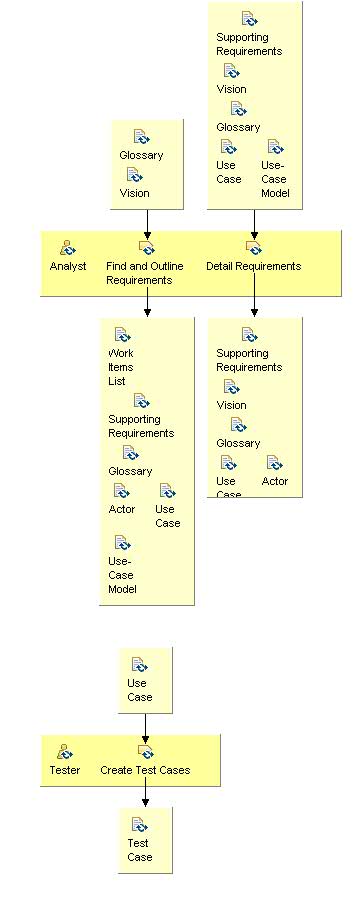 Supporting
Requirements
Vision
Glossary
Use
Case
Use-
Case
Model
Glossary
Vision
Analyst
Find and Outline
Requirements
Detail Requirements
Work
Items
List
Supporting
Requirements
Glossary
Actor
Use
Case
Use-
Case
Model
Supporting
Requirements
Vision
Glossary
Use
Case
Actor
Use
Case
Tester
Create Test Cases
Test
Case